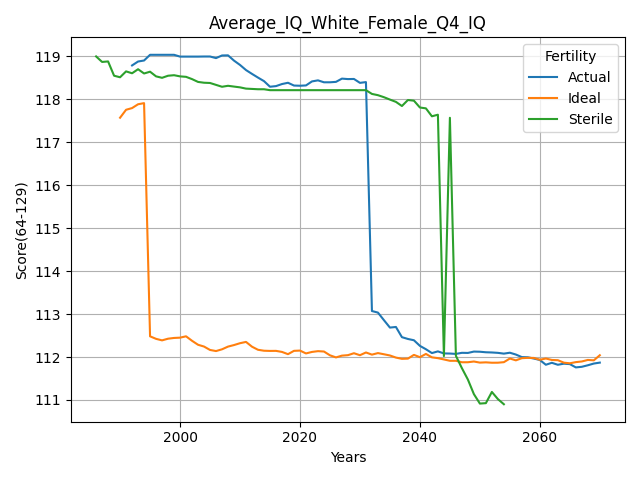 Average_IQ_White_Female_Q4_IQ
Fertility
Actual
Ideal
Sterile
Score(64-129)
119
118
117
116
115
114
113
112
111
2000
2020
2040
2060
Years